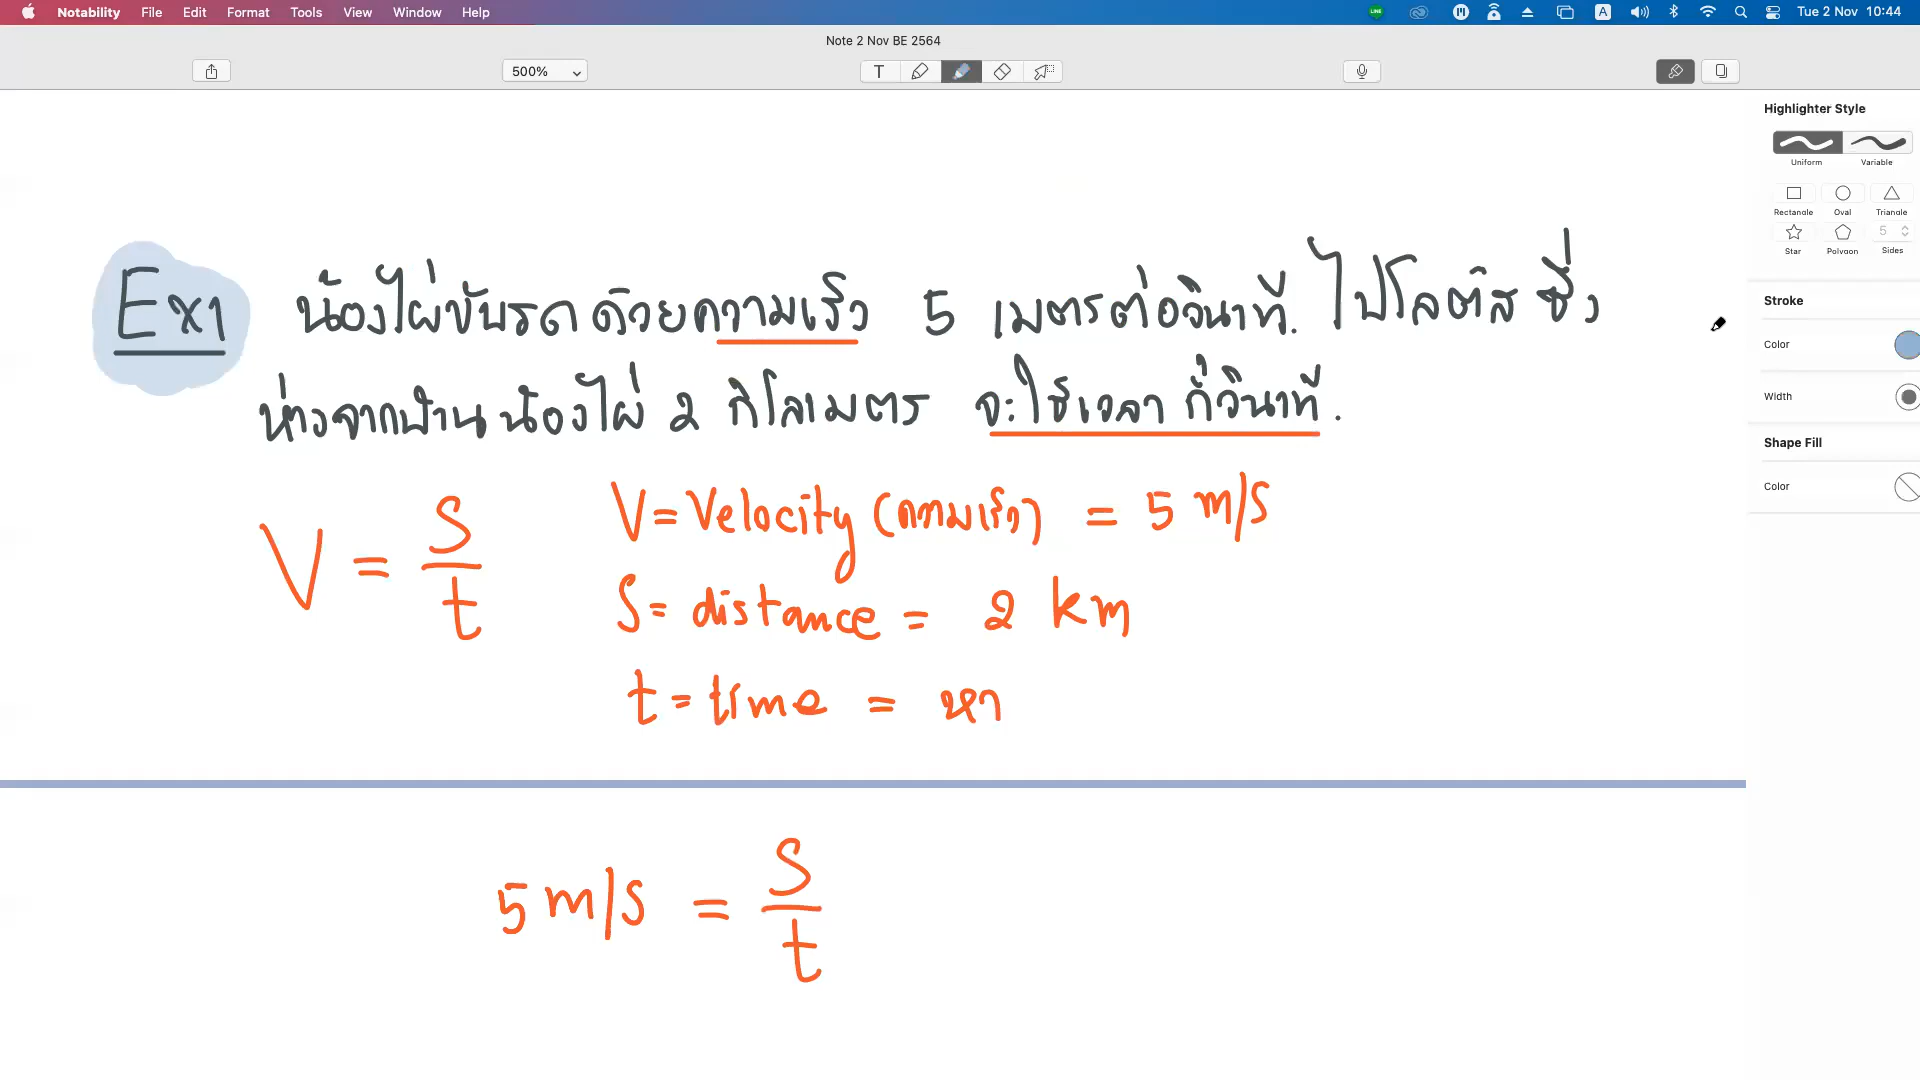 Notability File Edit Format Tools View Window Help
LINE A Tue 2 Nov 10:44
Note 2 Nov BE 2564
500% T
Highlighter Style
Uniform Variable
Rectangle Oval Triangle
5
Star Polygon Sides
Stroke
Color
Width
Shape Fill
Color
Ex1 น้องไผ่ขับรถด้วยความเร็ว 5 เมตรต่อวินาที. ไปโลตัส ซึ่ง
ห่างจากบ้านน้องไผ่ 2 กิโลเมตร จะใช้เวลา กี่วินาที.
V = S/t
V = Velocity (ความเร็ว) = 5 m/s
S = distance = 2 km
t = time = หา
5 m/s = S/t